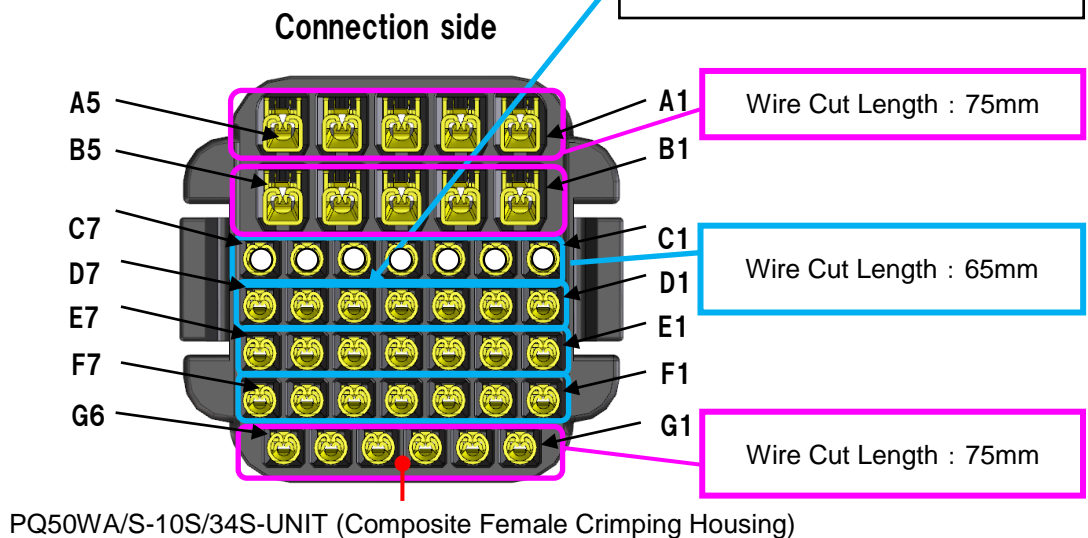 Connection side
A5
A1
Wire Cut Length：75mm
B5
B1
C7
C1
Wire Cut Length：65mm
D7
D1
E7
E1
F7
F1
G6
G1
Wire Cut Length：75mm
PQ50WA/S-10S/34S-UNIT (Composite Female Crimping Housing)